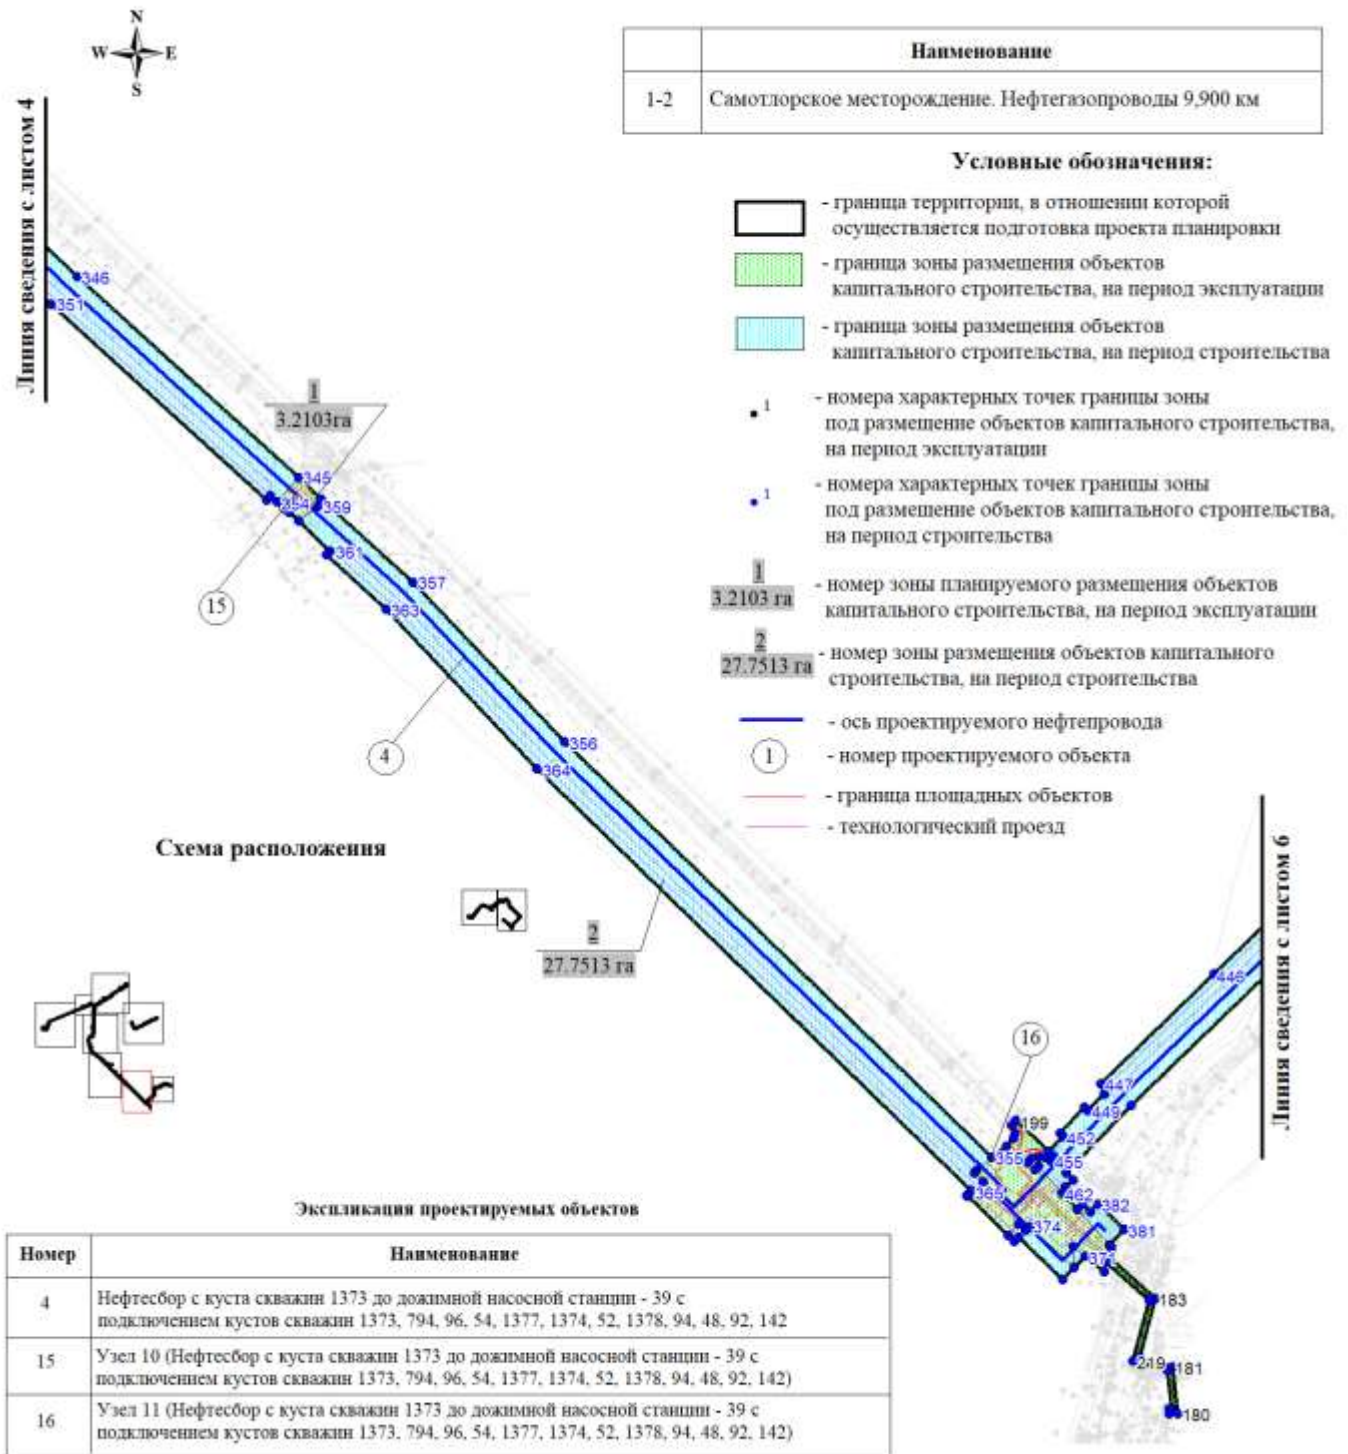 N
W E
S
Линия сведения с листом 4
Наименование
1-2 Самотлорское месторождение. Нефтегазопроводы 9,900 км
Условные обозначения:
- граница территории, в отношении которой
осуществляется подготовка проекта планировки
- граница зоны размещения объектов
капитального строительства, на период эксплуатации
- граница зоны размещения объектов
капитального строительства, на период строительства
1 - номера характерных точек границы зоны
под размещение объектов капитального строительства,
на период эксплуатации
1 - номера характерных точек границы зоны
под размещение объектов капитального строительства,
на период строительства
1
3.2103 га
- номер зоны планируемого размещения объектов
капитального строительства, на период эксплуатации
2
27.7513 га
- номер зоны размещения объектов капитального
строительства, на период строительства
- ось проектируемого нефтепровода
1 - номер проектируемого объекта
- граница площадных объектов
- технологический проезд
346
351
1
3.2103га
345
359
361
15
357
363
4
356
364
Схема расположения
2
27.7513 га
Линия сведения с листом 6
446
16
447
449
199
452
355
455
365
462
382
374
381
371
183
219
181
180
Экспликация проектируемых объектов
Номер Наименование
4 Нефтесбор с куста скважин 1373 до дожимной насосной станции - 39 с
подключением кустов скважин 1373, 794, 96, 54, 1377, 1374, 52, 1378, 94, 48, 92, 142
15 Узел 10 (Нефтесбор с куста скважин 1373 до дожимной насосной станции - 39 с
подключением кустов скважин 1373, 794, 96, 54, 1377, 1374, 52, 1378, 94, 48, 92, 142)
16 Узел 11 (Нефтесбор с куста скважин 1373 до дожимной насосной станции - 39 с
подключением кустов скважин 1373, 794, 96, 54, 1377, 1374, 52, 1378, 94, 48, 92, 142)